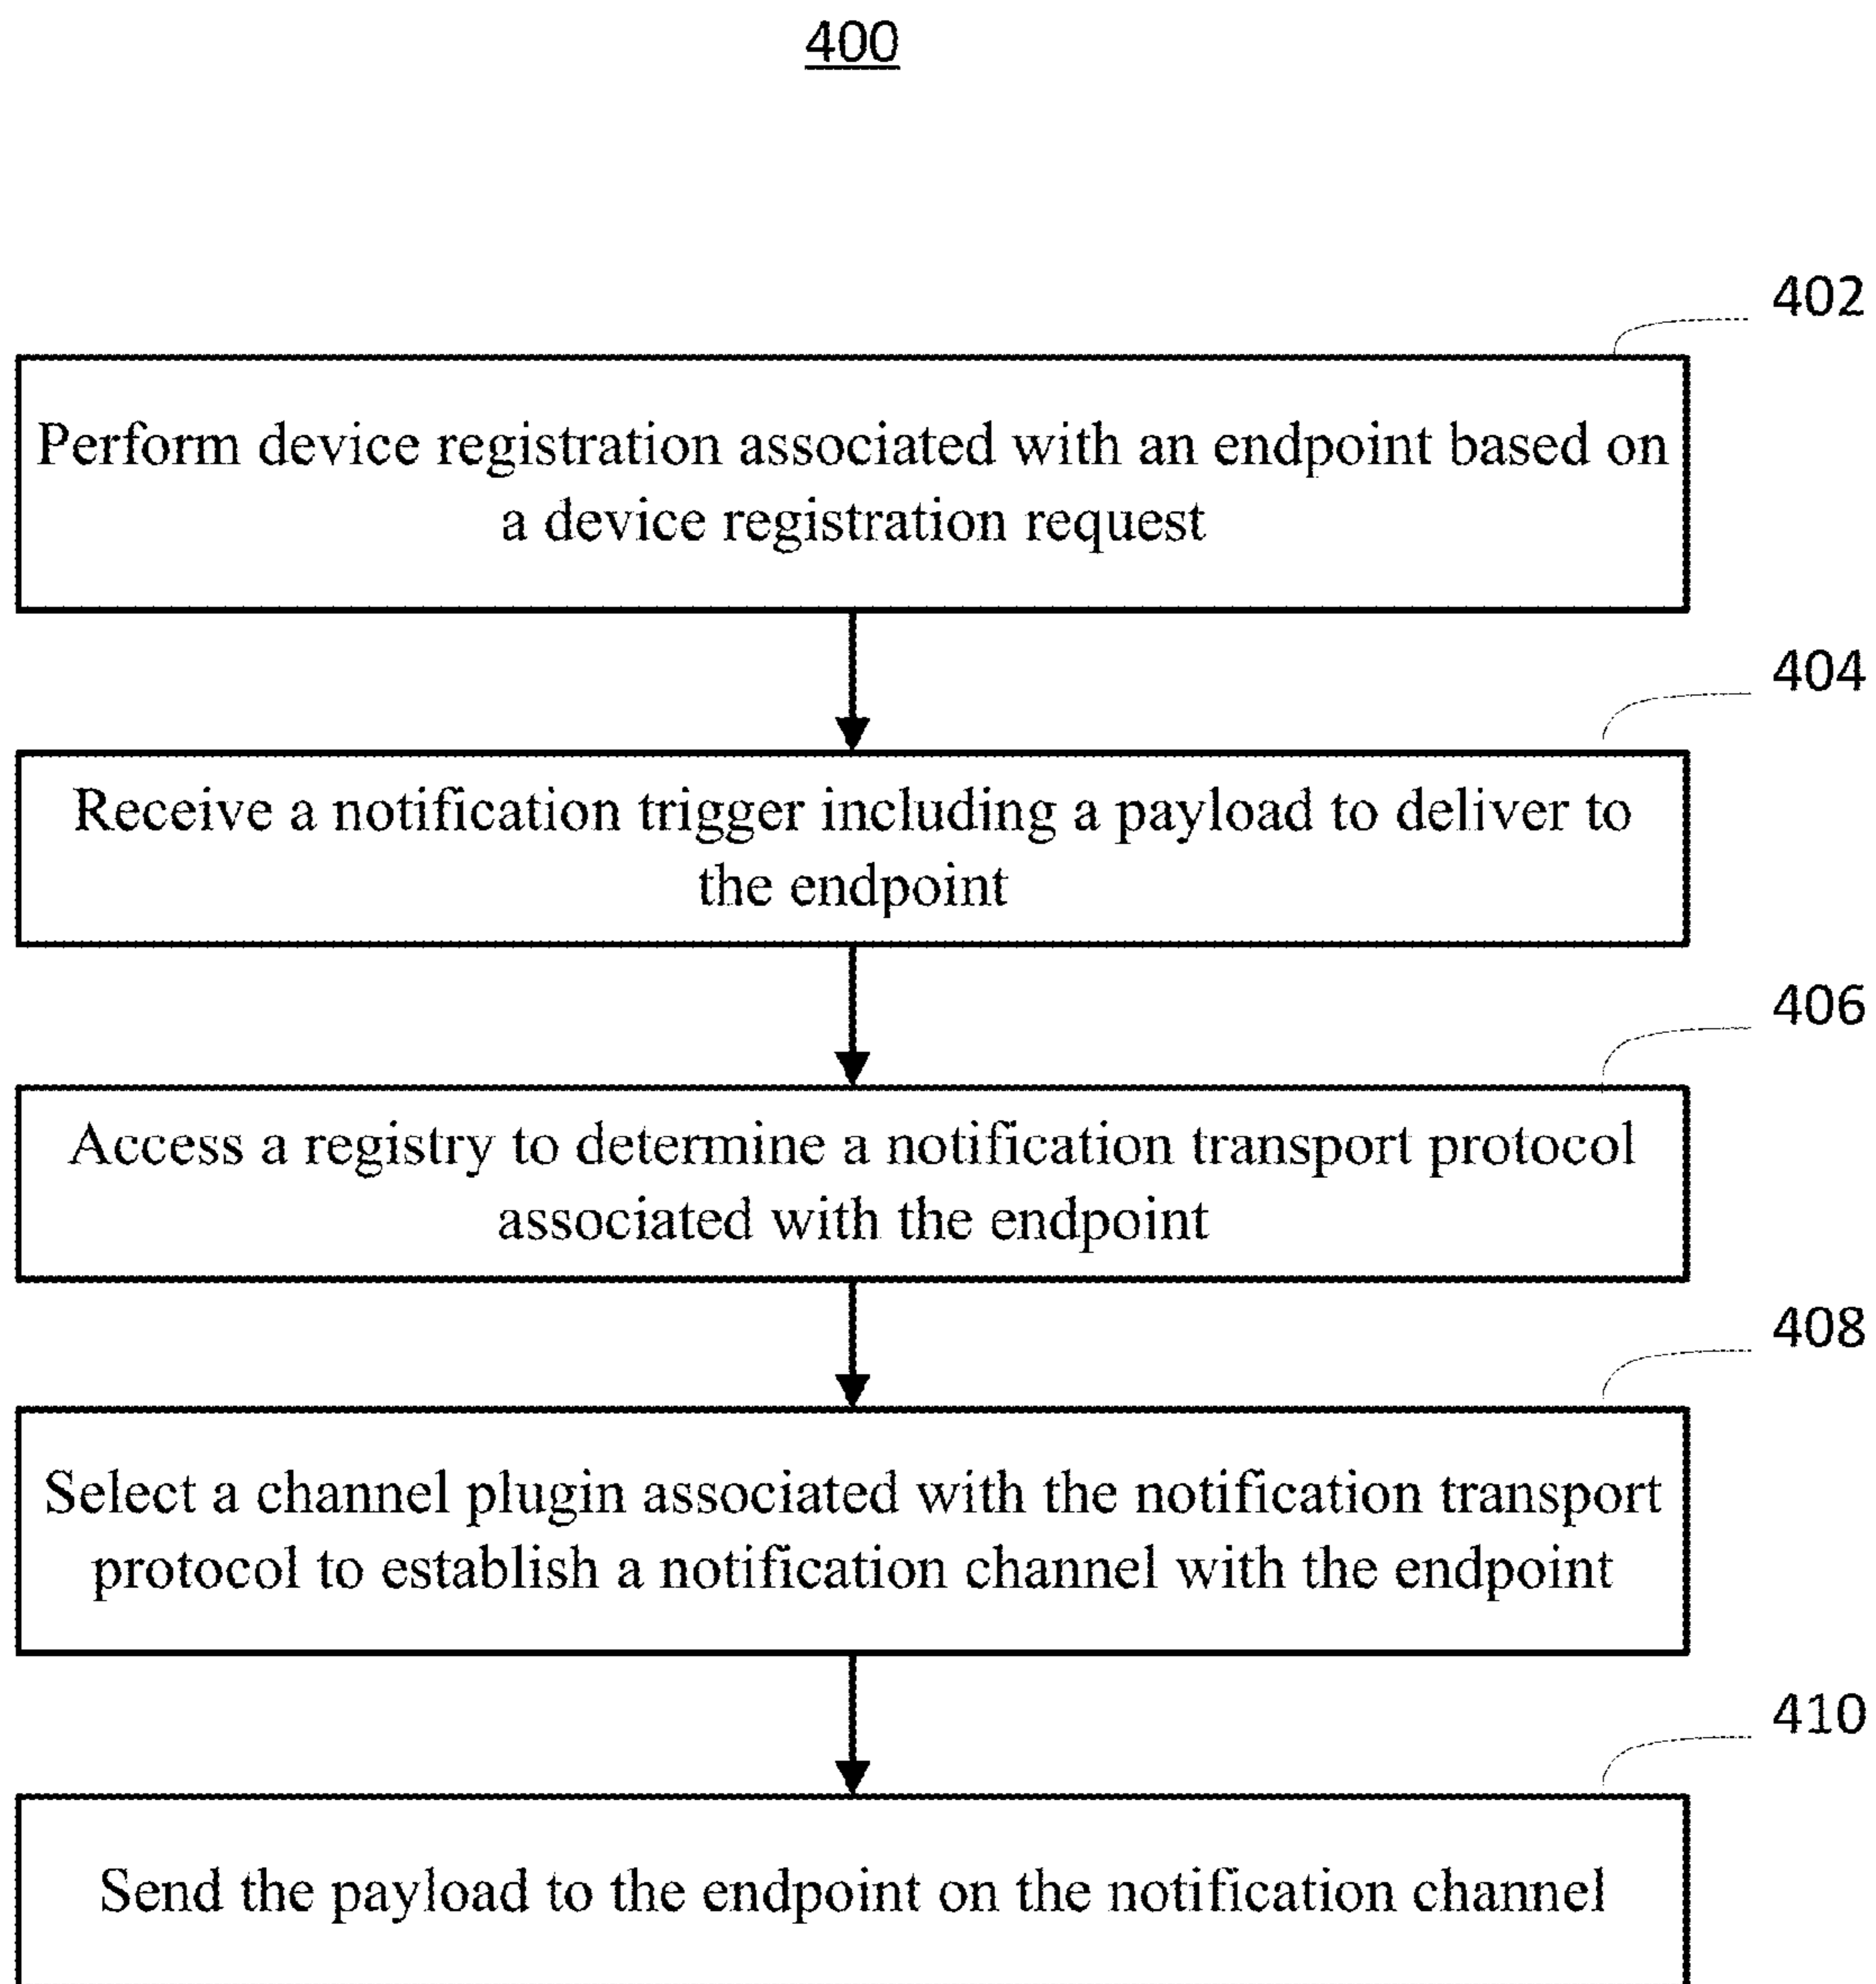 400
402
Perform device registration associated with an endpoint based on
a device registration request
404
Receive a notification trigger including a payload to deliver to
the endpoint
406
Access a registry to determine a notification transport protocol
associated with the endpoint
408
Select a channel plugin associated with the notification transport
protocol to establish a notification channel with the endpoint
410
Send the payload to the endpoint on the notification channel